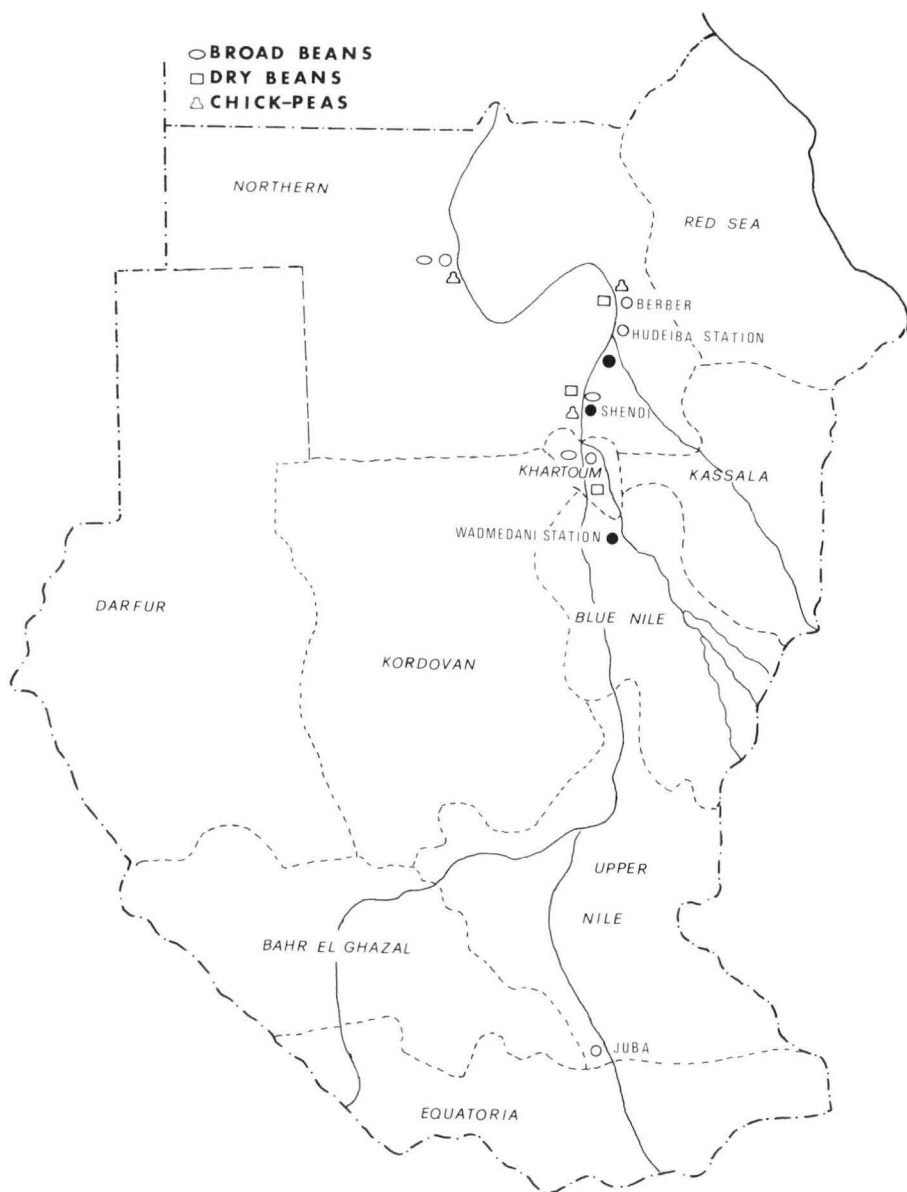 BROAD BEANS
DRY BEANS
CHICK-PEAS
NORTHERN
RED SEA
BERBER
HUDEIBA STATION
SHENDI
KHARTOUM
KASSALA
WADMEDANI STATION
DARFUR
BLUE NILE
KORDOVAN
UPPER
NILE
BAHR EL GHAZAL
JUBA
EQUATORIA